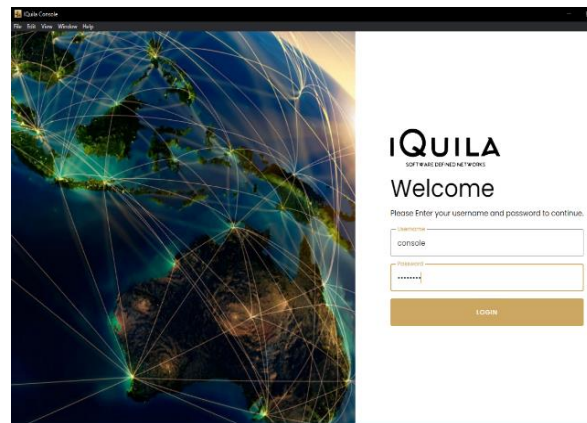 iQuila Console
File Edit View Window Help
iQUILA
SOFTWARE DEFINED NETWORKS
Welcome
Please Enter your username and password to continue.
Username
console
Password
••••••••
LOGIN